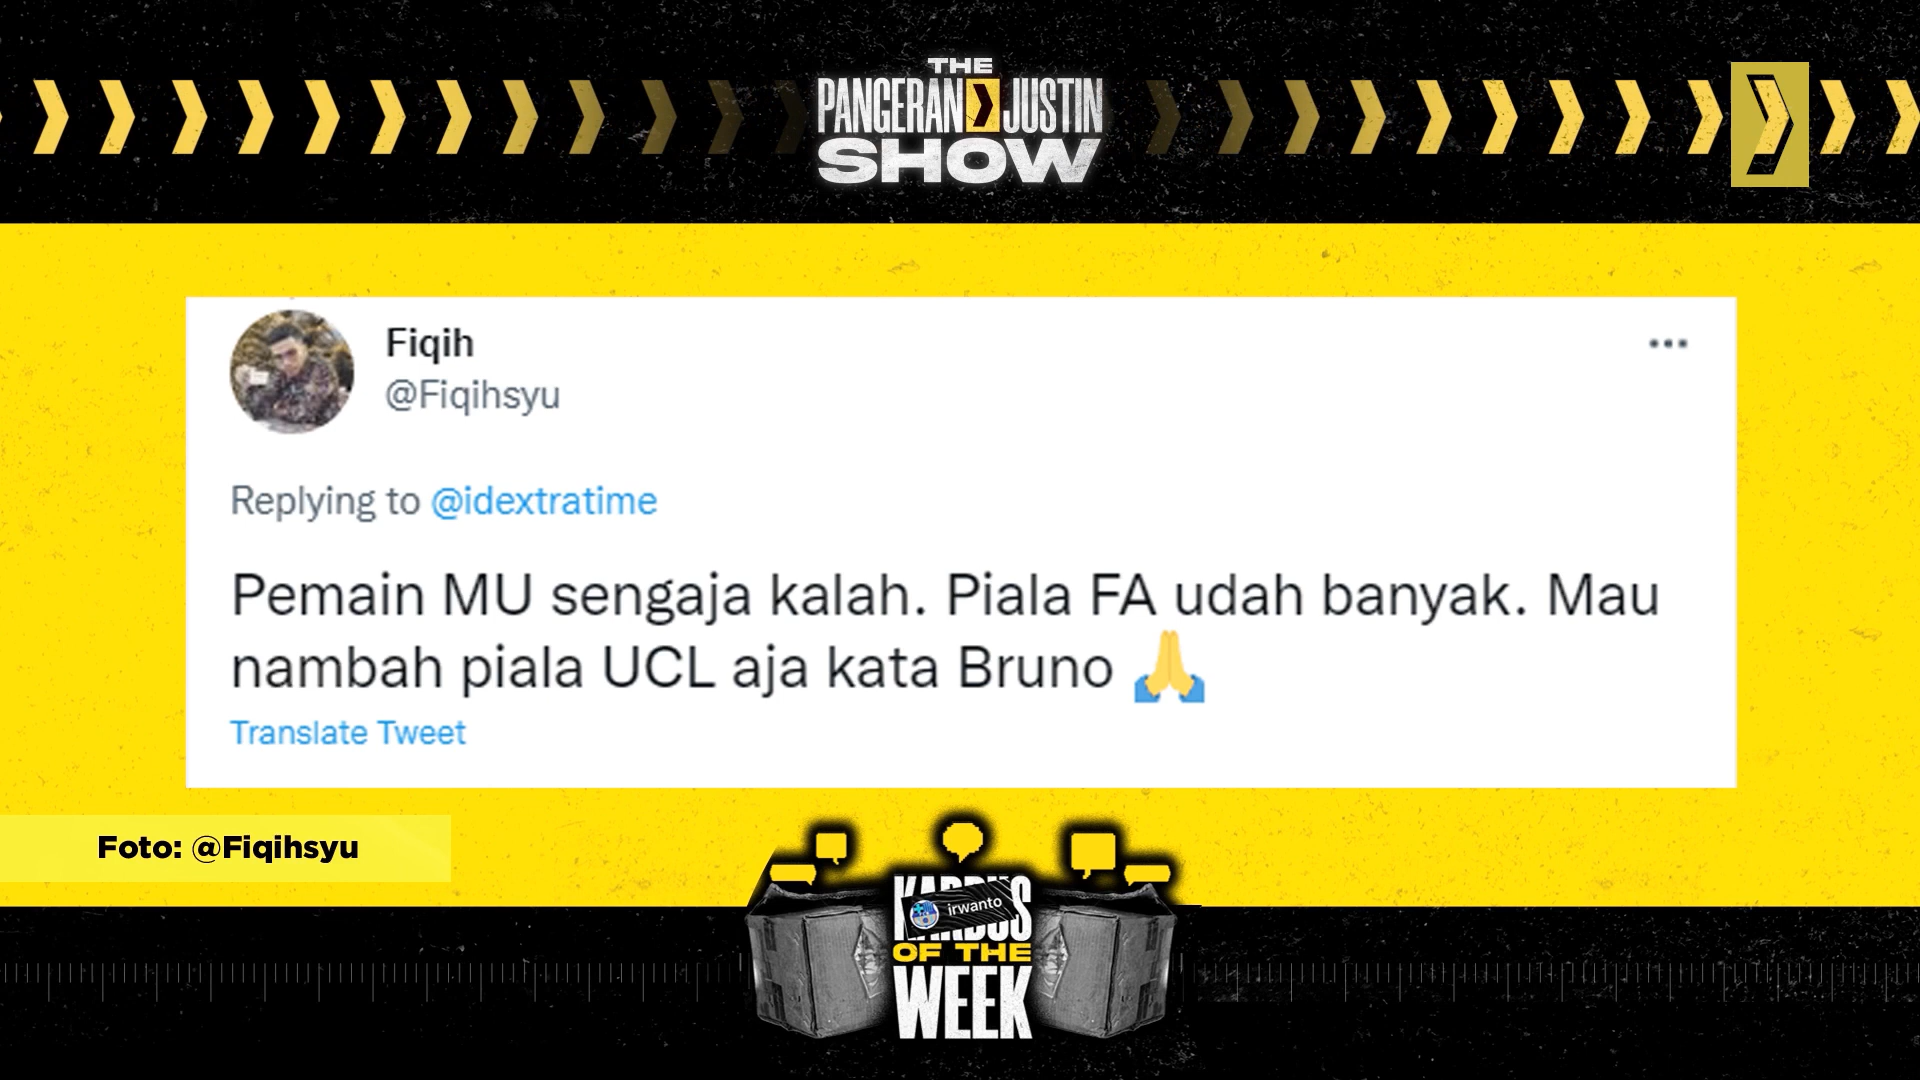 THE
PANGERAN JUSTIN
SHOW
Fiqih
@Fiqihsyu
Replying to @idextratime
Pemain MU sengaja kalah. Piala FA udah banyak. Mau
nambah piala UCL aja kata Bruno 🙏
Translate Tweet
Foto: @Fiqihsyu
KARDUS
irwanto
OF THE
WEEK